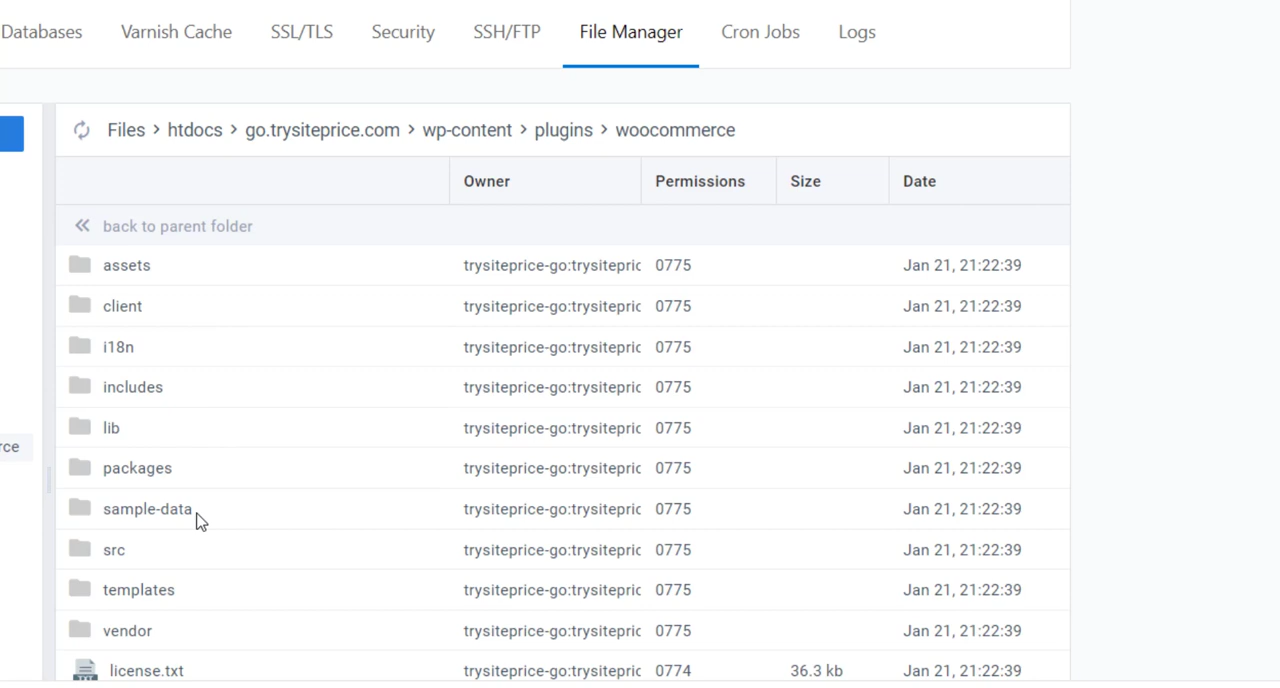 Databases Varnish Cache SSL/TLS Security SSH/FTP File Manager Cron Jobs Logs
Files > htdocs > go.trysiteprice.com > wp-content > plugins > woocommerce
Owner Permissions Size Date
back to parent folder
assets trysiteprice-go:trysitepric 0775 Jan 21, 21:22:39
client trysiteprice-go:trysitepric 0775 Jan 21, 21:22:39
i18n trysiteprice-go:trysitepric 0775 Jan 21, 21:22:39
includes trysiteprice-go:trysitepric 0775 Jan 21, 21:22:39
lib trysiteprice-go:trysitepric 0775 Jan 21, 21:22:39
rce
packages trysiteprice-go:trysitepric 0775 Jan 21, 21:22:39
sample-data trysiteprice-go:trysitepric 0775 Jan 21, 21:22:39
src trysiteprice-go:trysitepric 0775 Jan 21, 21:22:39
templates trysiteprice-go:trysitepric 0775 Jan 21, 21:22:39
vendor trysiteprice-go:trysitepric 0775 Jan 21, 21:22:39
license.txt trysiteprice-go:trysitepric 0774 36.3 kb Jan 21, 21:22:39